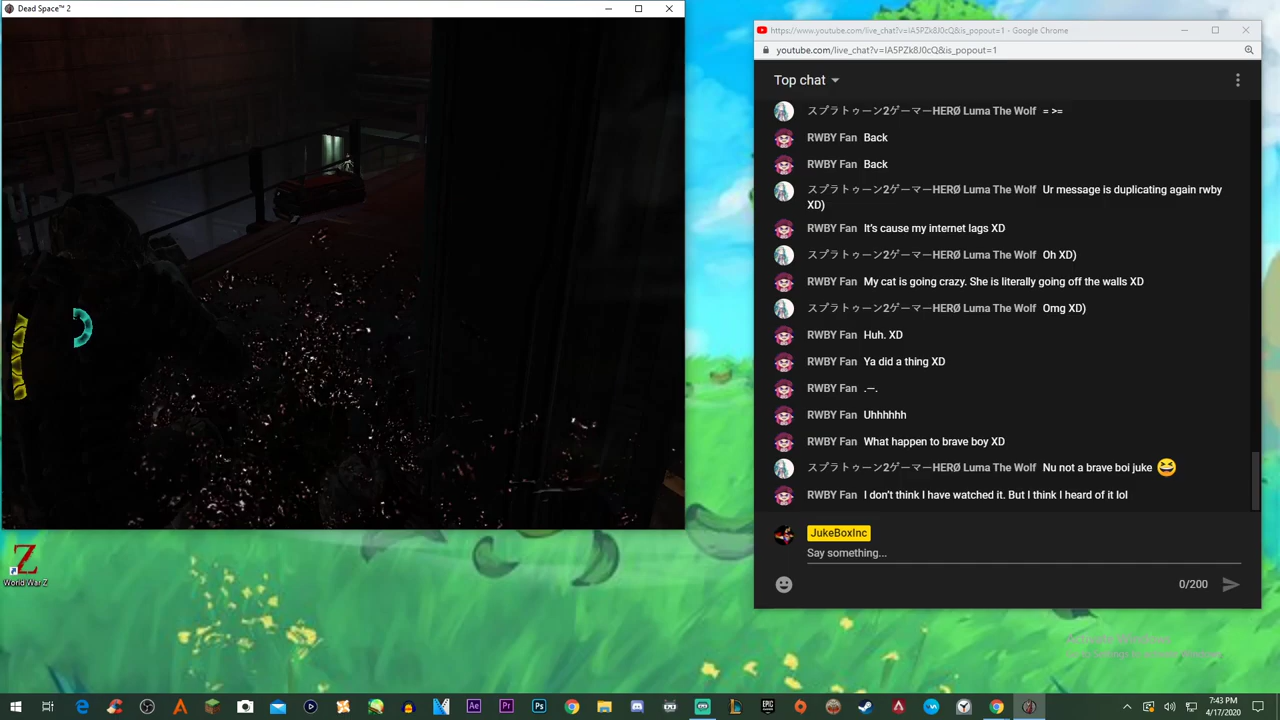 Dead Space™ 2
https://www.youtube.com/live_chat?v=IA5PZk8J0cQ&is_popout=1 - Google Chrome
youtube.com/live_chat?v=IA5PZk8J0cQ&is_popout=1
Top chat
スプラトゥーン2ゲーマーHERØ Luma The Wolf = >=
RWBY Fan Back
RWBY Fan Back
スプラトゥーン2ゲーマーHERØ Luma The Wolf Ur message is duplicating again rwby
XD)
RWBY Fan It's cause my internet lags XD
スプラトゥーン2ゲーマーHERØ Luma The Wolf Oh XD)
RWBY Fan My cat is going crazy. She is literally going off the walls XD
スプラトゥーン2ゲーマーHERØ Luma The Wolf Omg XD)
RWBY Fan Huh. XD
RWBY Fan Ya did a thing XD
RWBY Fan .—.
RWBY Fan Uhhhhhh
RWBY Fan What happen to brave boy XD
スプラトゥーン2ゲーマーHERØ Luma The Wolf Nu not a brave boi juke 😆
RWBY Fan I don't think I have watched it. But I think I heard of it lol
JukeBoxInc
Say something...
0/200
World War Z
Ae
Pr
Ps
EPIC
7:43 PM
4/17/2020